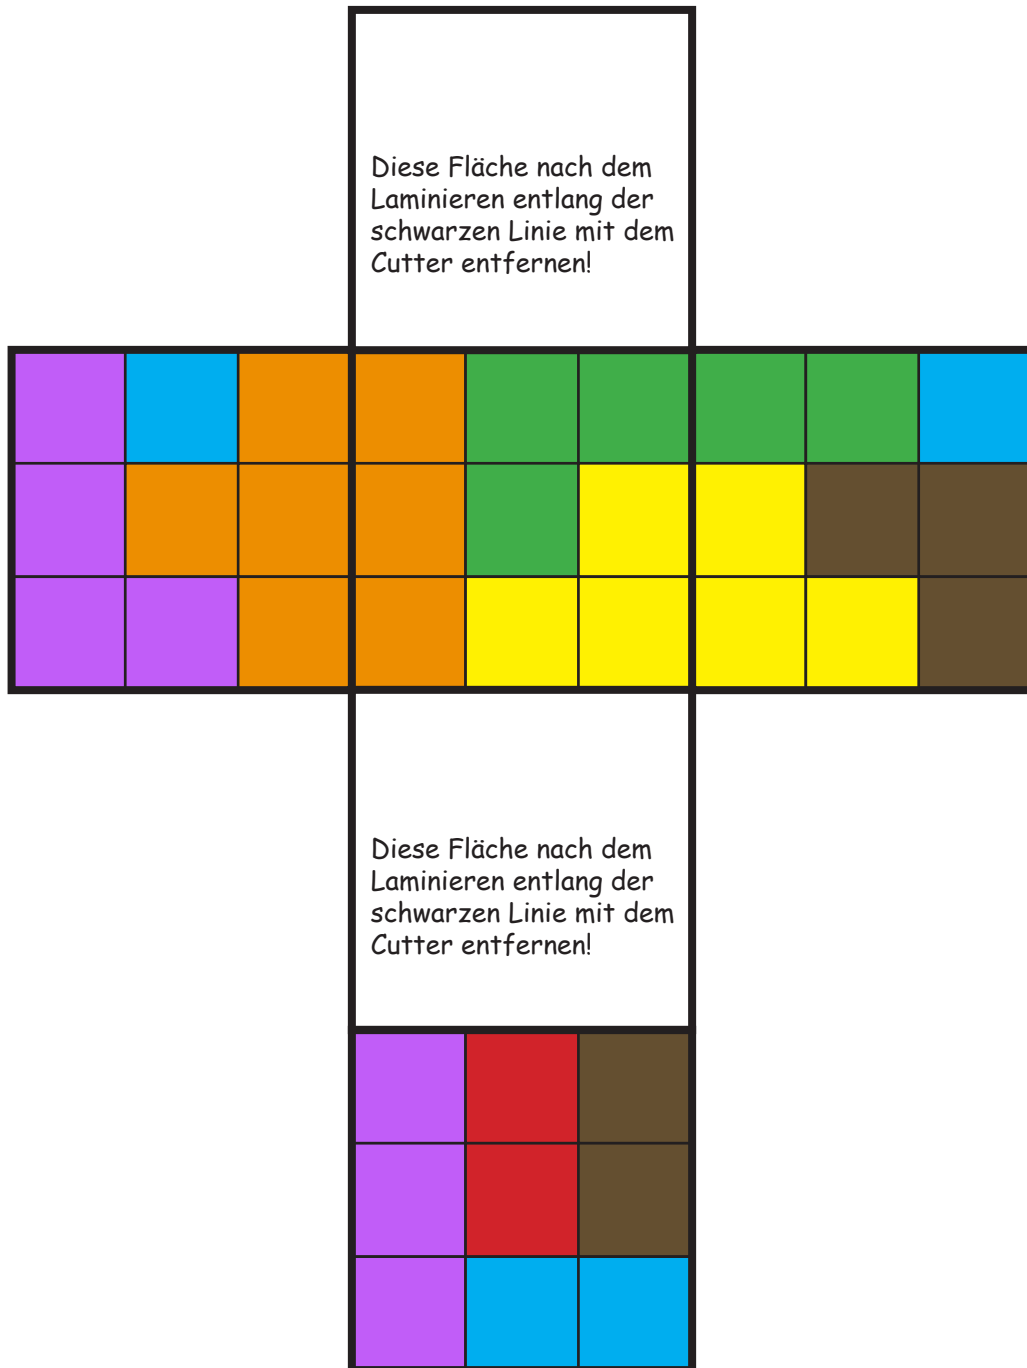 Diese Fläche nach dem
Laminieren entlang der
schwarzen Linie mit dem
Cutter entfernen!
Diese Fläche nach dem
Laminieren entlang der
schwarzen Linie mit dem
Cutter entfernen!